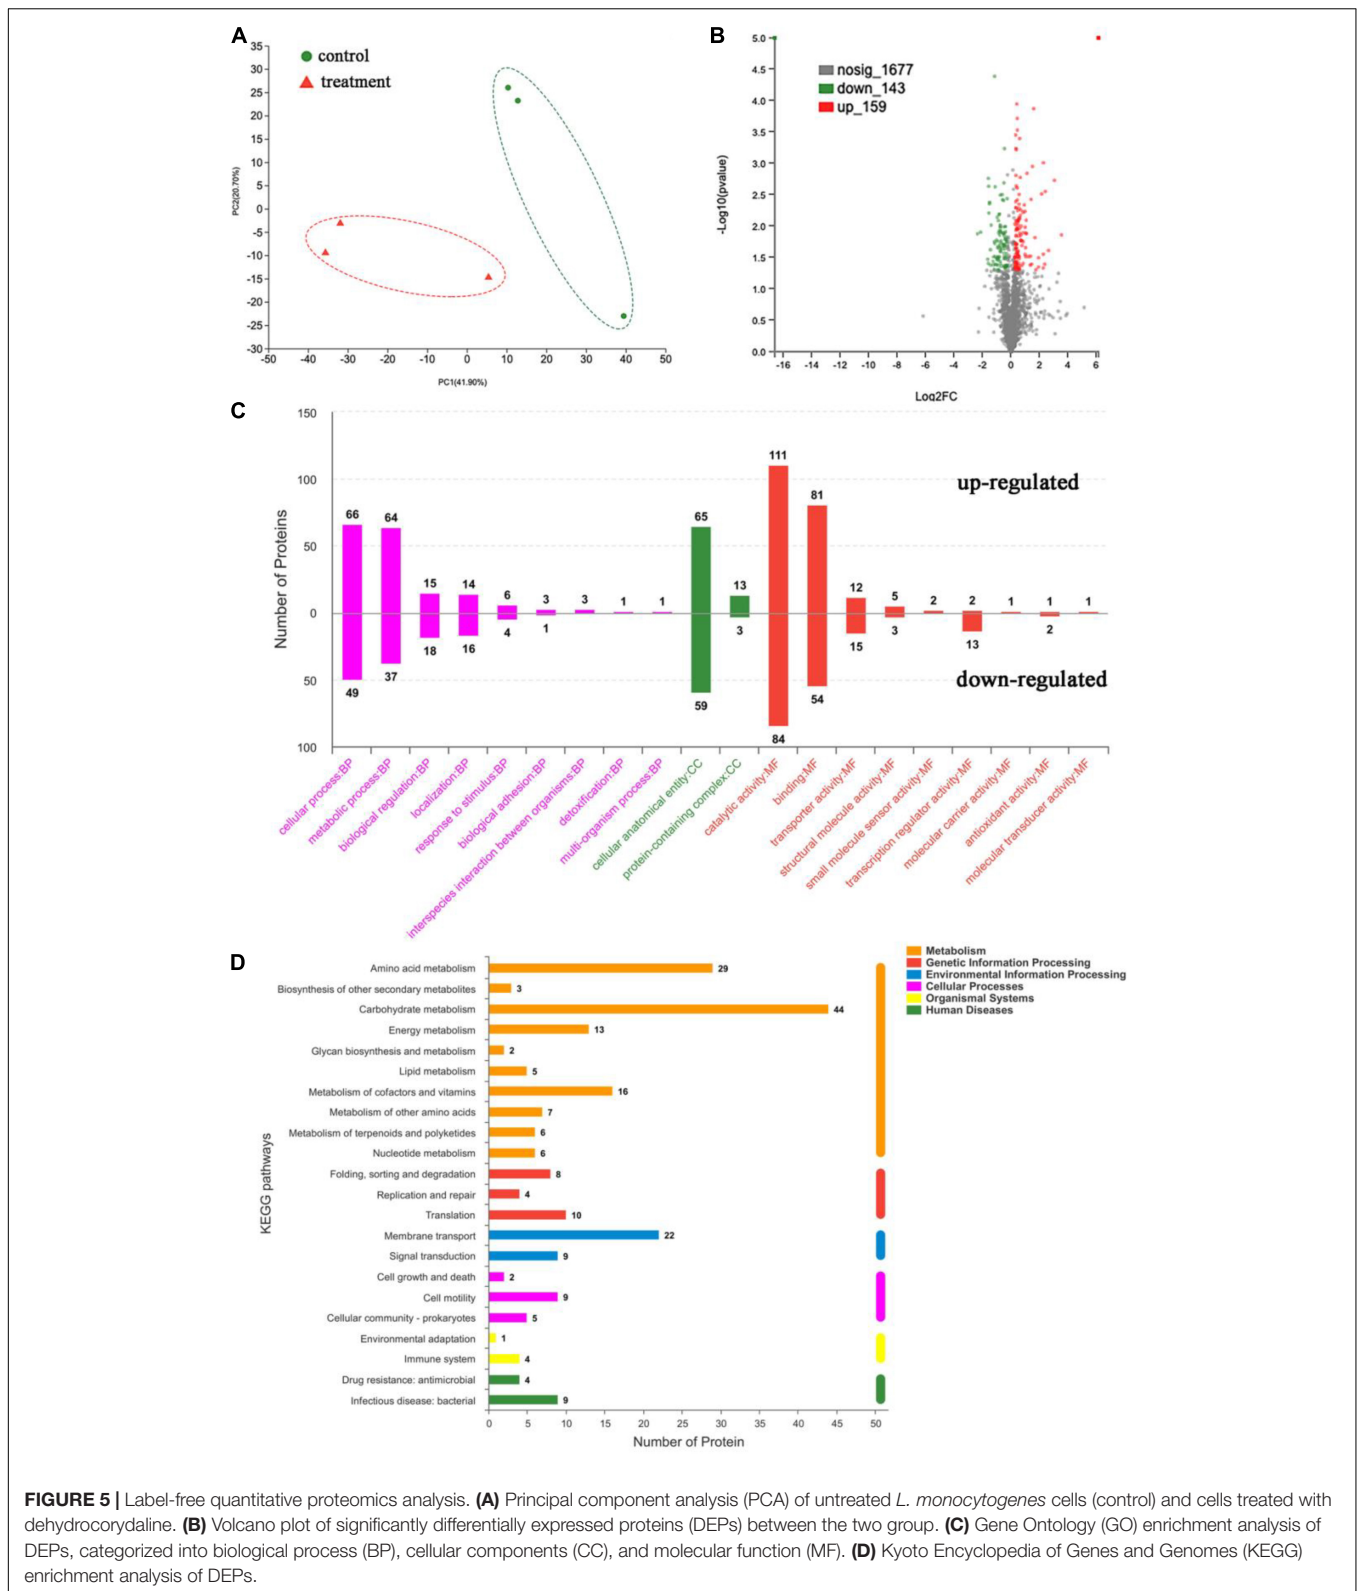 A
control
treatment
35
30
25
20
15
10
5
0
-5
-10
-15
-20
-25
-30
PC2(20.70%)
-50 -40 -30 -20 -10 0 10 20 30 40 50
PC1(41.90%)
B
nosig_1677
down_143
up_159
5.0
4.5
4.0
3.5
3.0
2.5
2.0
1.5
1.0
0.5
0.0
-Log10(pvalue)
-16 -14 -12 -10 -8 -6 -4 -2 0 2 4 6
Log2FC
C
150
100
50
0
50
100
Number of Proteins
up-regulated
down-regulated
66 64 15 14 6 3 3 1 1 65 13 111 81 12 5 2 2 1 1 1
49 37 18 16 4 1 59 3 84 54 15 3 13 2
cellular process:BP
metabolic process:BP
biological regulation:BP
localization:BP
response to stimulus:BP
biological adhesion:BP
interspecies interaction between organisms:BP
detoxification:BP
multi-organism process:BP
cellular anatomical entity:CC
protein-containing complex:CC
catalytic activity:MF
binding:MF
transporter activity:MF
structural molecule activity:MF
small molecule sensor activity:MF
transcription regulator activity:MF
molecular carrier activity:MF
antioxidant activity:MF
molecular transducer activity:MF
D
Metabolism
Genetic Information Processing
Environmental Information Processing
Cellular Processes
Organismal Systems
Human Diseases
KEGG pathways
Amino acid metabolism 29
Biosynthesis of other secondary metabolites 3
Carbohydrate metabolism 44
Energy metabolism 13
Glycan biosynthesis and metabolism 2
Lipid metabolism 5
Metabolism of cofactors and vitamins 16
Metabolism of other amino acids 7
Metabolism of terpenoids and polyketides 6
Nucleotide metabolism 6
Folding, sorting and degradation 8
Replication and repair 4
Translation 10
Membrane transport 22
Signal transduction 9
Cell growth and death 2
Cell motility 9
Cellular community - prokaryotes 5
Environmental adaptation 1
Immune system 4
Drug resistance: antimicrobial 4
Infectious disease: bacterial 9
0 5 10 15 20 25 30 35 40 45 50
Number of Protein
FIGURE 5 | Label-free quantitative proteomics analysis. (A) Principal component analysis (PCA) of untreated L. monocytogenes cells (control) and cells treated with
dehydrocorydaline. (B) Volcano plot of significantly differentially expressed proteins (DEPs) between the two group. (C) Gene Ontology (GO) enrichment analysis of
DEPs, categorized into biological process (BP), cellular components (CC), and molecular function (MF). (D) Kyoto Encyclopedia of Genes and Genomes (KEGG)
enrichment analysis of DEPs.